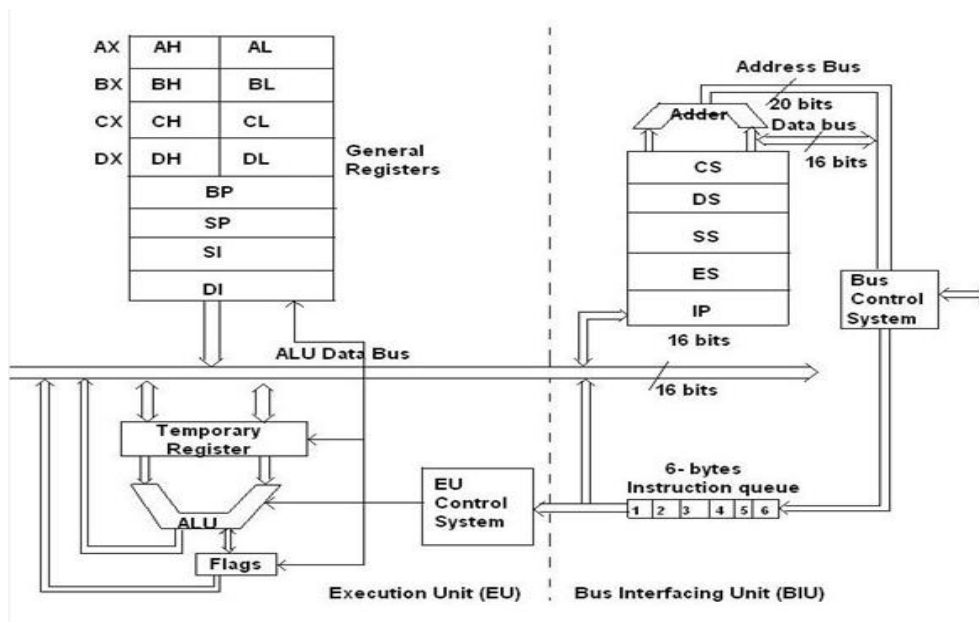 AX AH AL
BX BH BL
CX CH CL
DX DH DL
General
Registers
BP
SP
SI
DI
ALU Data Bus
Temporary
Register
ALU
Flags
EU
Control
System
Execution Unit (EU)
Address Bus
20 bits
Adder
Data bus
16 bits
CS
DS
SS
ES
IP
16 bits
16 bits
Bus
Control
System
6- bytes
Instruction queue
1 2 3 4 5 6
Bus Interfacing Unit (BIU)